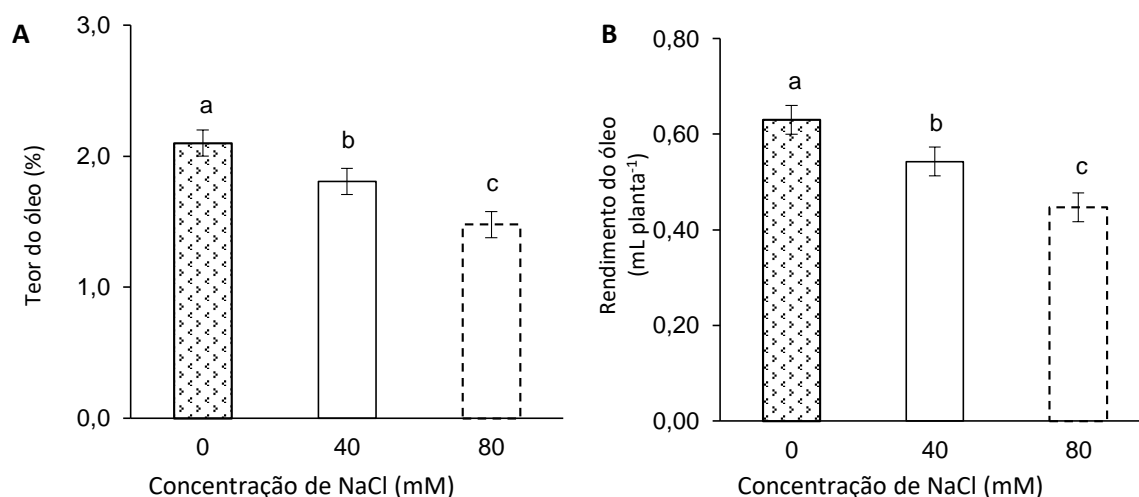 A
Teor do óleo (%)
3,0
2,0
1,0
0,0
a
b
c
0
40
80
Concentração de NaCl (mM)
B
Rendimento do óleo
(mL planta⁻¹)
0,80
0,60
0,40
0,20
0,00
a
b
c
0
40
80
Concentração de NaCl (mM)